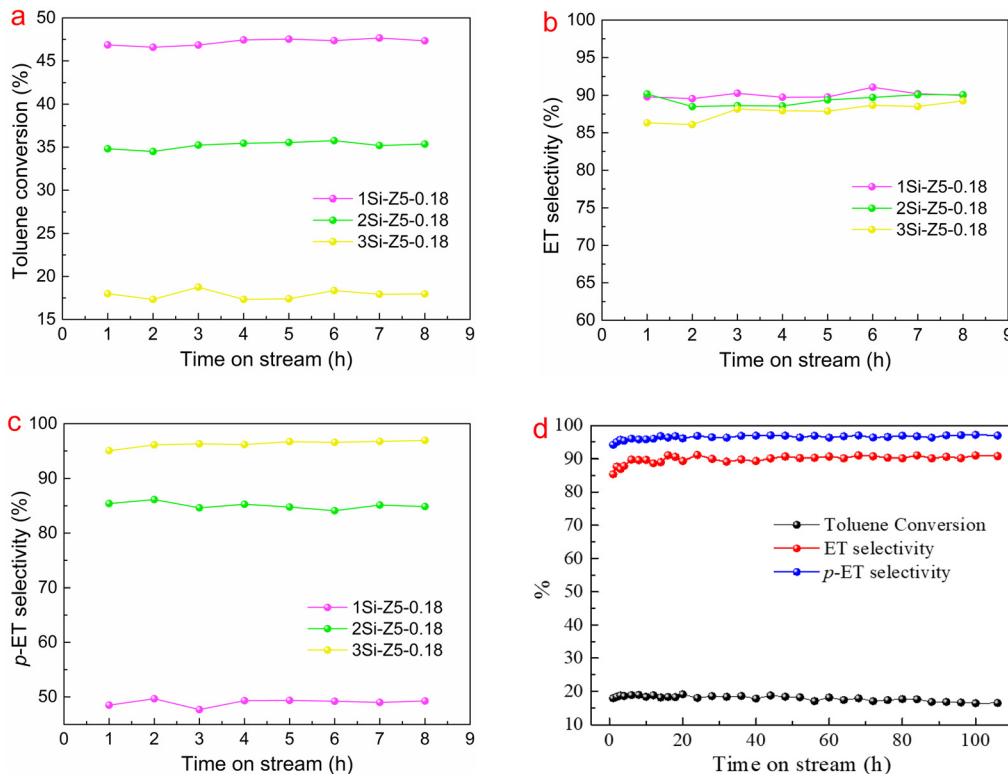 a
50
45
40
35
30
25
20
15
Toluene conversion (%)
1Si-Z5-0.18
2Si-Z5-0.18
3Si-Z5-0.18
0 1 2 3 4 5 6 7 8 9
Time on stream (h)
b
100
95
90
85
80
75
70
65
60
ET selectivity (%)
1Si-Z5-0.18
2Si-Z5-0.18
3Si-Z5-0.18
0 1 2 3 4 5 6 7 8 9
Time on stream (h)
c
100
90
80
70
60
50
p-ET selectivity (%)
1Si-Z5-0.18
2Si-Z5-0.18
3Si-Z5-0.18
0 1 2 3 4 5 6 7 8 9
Time on stream (h)
d
100
90
80
70
60
50
40
30
20
10
%
Toluene Conversion
ET selectivity
p-ET selectivity
0 20 40 60 80 100
Time on stream (h)